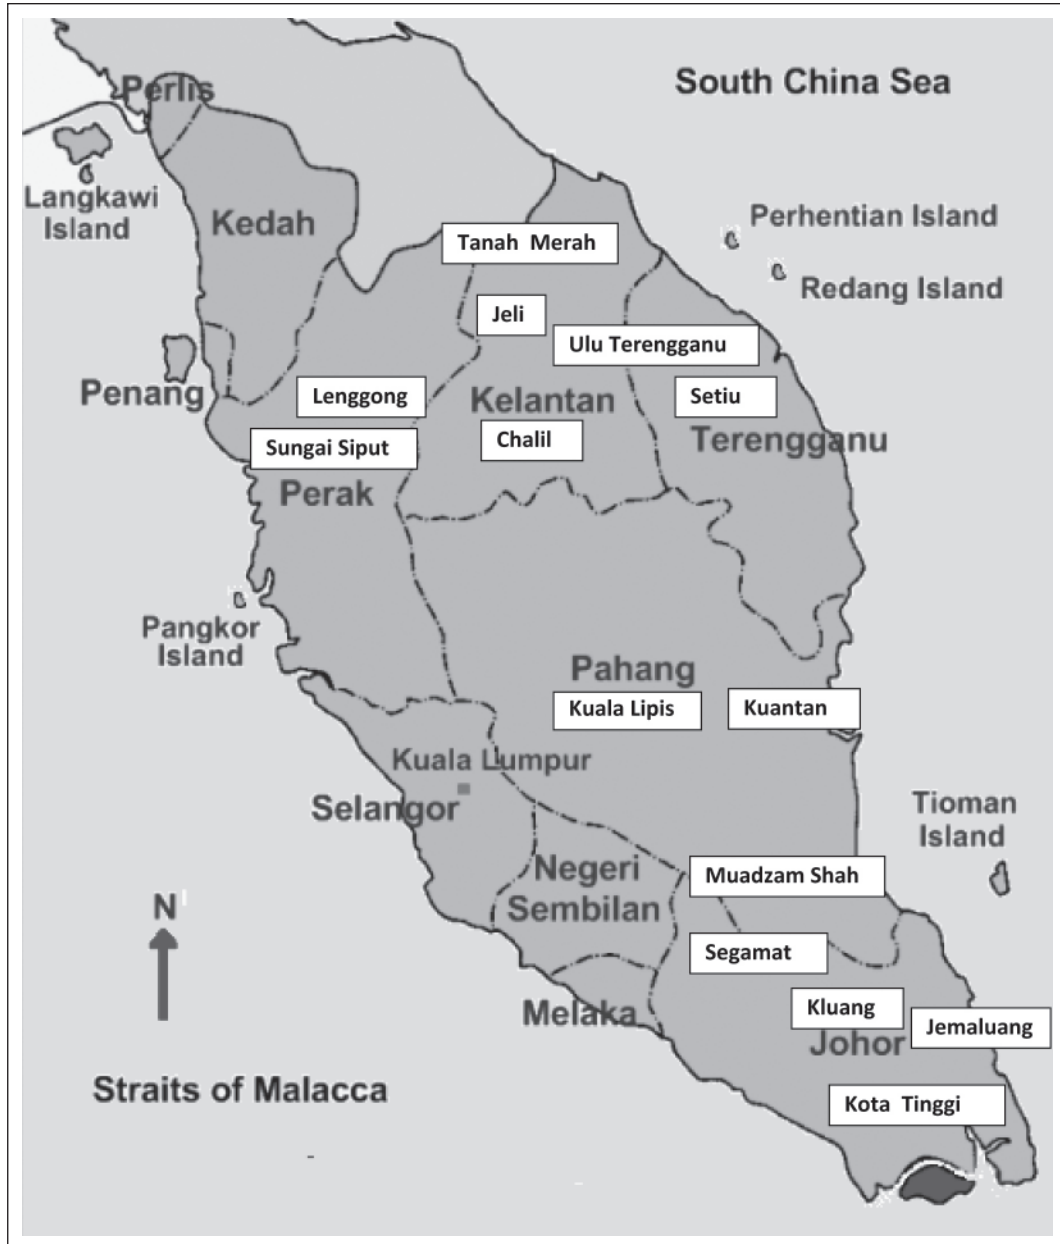 South China Sea
Perlis
Langkawi
Island
Kedah
Perhentian Island
Tanah Merah
Redang Island
Jeli
Ulu Terengganu
Penang
Lenggong
Kelantan
Setiu
Sungai Siput
Chalil
Terengganu
Perak
Pangkor
Island
Pahang
Kuala Lipis
Kuantan
Kuala Lumpur
Selangor
Tioman
Island
Negeri
Sembilan
Muadzam Shah
N
Segamat
Melaka
Kluang
Jemaluang
Johor
Straits of Malacca
Kota Tinggi